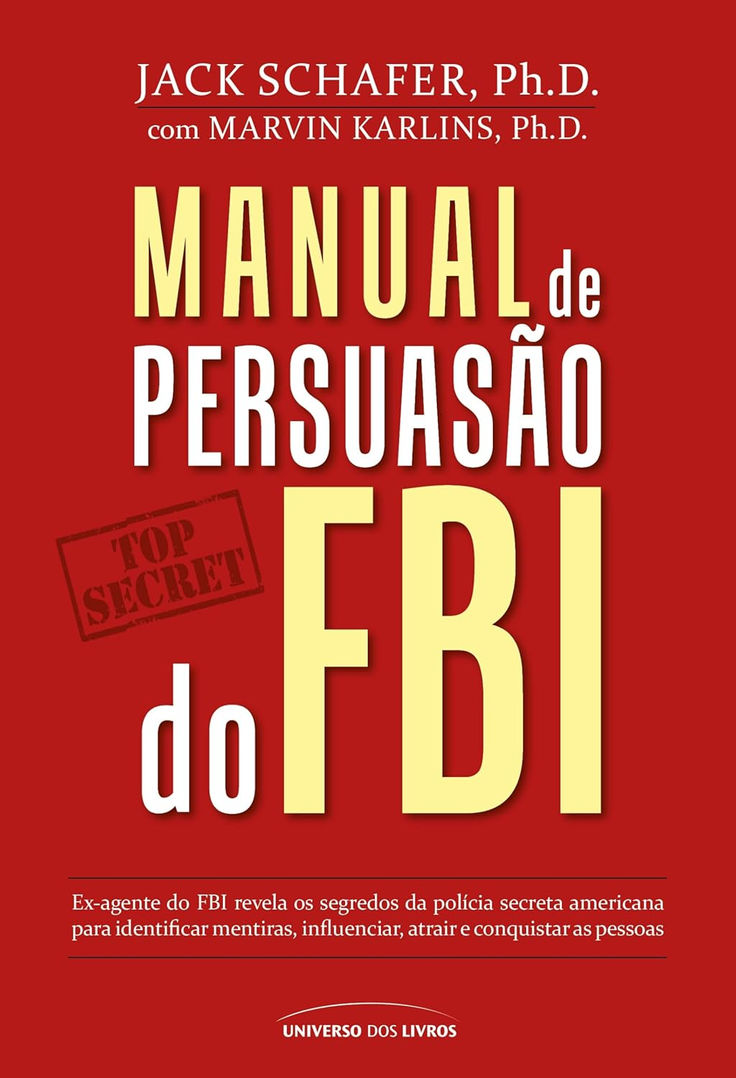 JACK SCHAFER, Ph.D.
com MARVIN KARLINS, Ph.D.
MANUAL de
PERSUASÃO
TOP
SECRET
do FBI
Ex-agente do FBI revela os segredos da polícia secreta americana
para identificar mentiras, influenciar, atrair e conquistar as pessoas
UNIVERSO DOS LIVROS